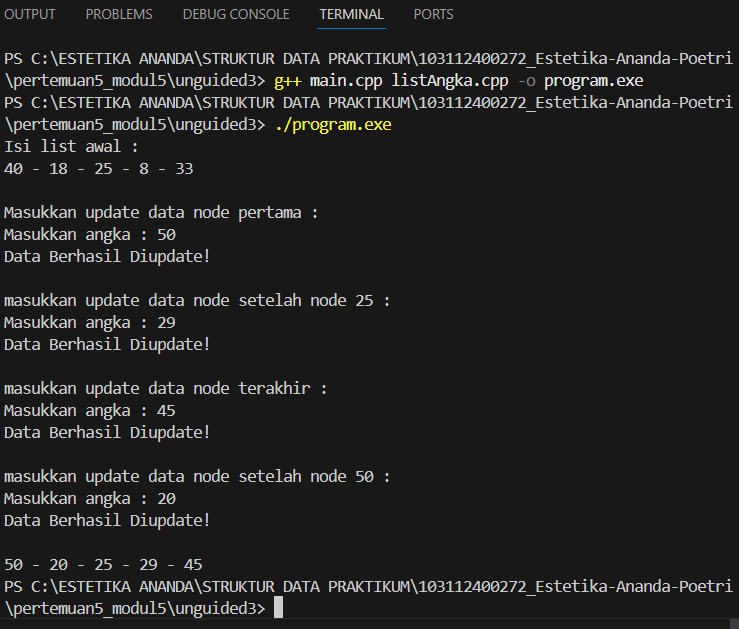 OUTPUT PROBLEMS DEBUG CONSOLE TERMINAL PORTS
PS C:\ESTETIKA ANANDA\STRUKTUR DATA PRAKTIKUM\103112400272_Estetika-Ananda-Poetri
\pertemuan5_modul5\unguided3> g++ main.cpp listAngka.cpp -o program.exe
PS C:\ESTETIKA ANANDA\STRUKTUR DATA PRAKTIKUM\103112400272_Estetika-Ananda-Poetri
\pertemuan5_modul5\unguided3> ./program.exe
Isi list awal :
40 - 18 - 25 - 8 - 33
Masukkan update data node pertama :
Masukkan angka : 50
Data Berhasil Diupdate!
masukkan update data node setelah node 25 :
Masukkan angka : 29
Data Berhasil Diupdate!
masukkan update data node terakhir :
Masukkan angka : 45
Data Berhasil Diupdate!
masukkan update data node setelah node 50 :
Masukkan angka : 20
Data Berhasil Diupdate!
50 - 20 - 25 - 29 - 45
PS C:\ESTETIKA ANANDA\STRUKTUR DATA PRAKTIKUM\103112400272_Estetika-Ananda-Poetri
\pertemuan5_modul5\unguided3>